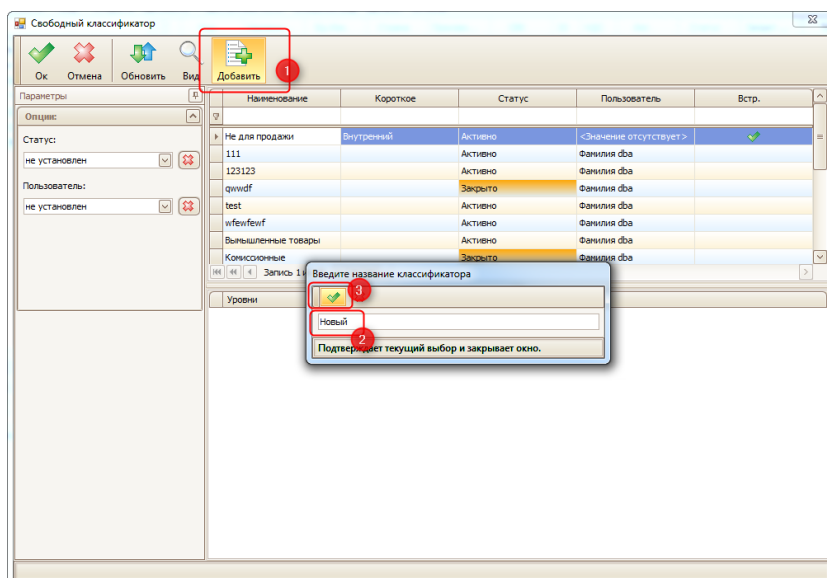 Свободный классификатор
Ок Отмена Обновить Вид Добавить
1
Параметры
Опции:
Статус:
не установлен
Пользователь:
не установлен
Наименование Короткое Статус Пользователь Встр.
Не для продажи Внутренний Активно <Значение отсутствует>
111 Активно Фамилия dba
123123 Активно Фамилия dba
qwwdf Закрыто Фамилия dba
test Активно Фамилия dba
wfewfewf Активно Фамилия dba
Вымышленные товары Активно Фамилия dba
Комиссионные Закрыто Фамилия dba
Запись 1
Уровни
Введите название классификатора
3
Новый
2
Подтверждает текущий выбор и закрывает окно.